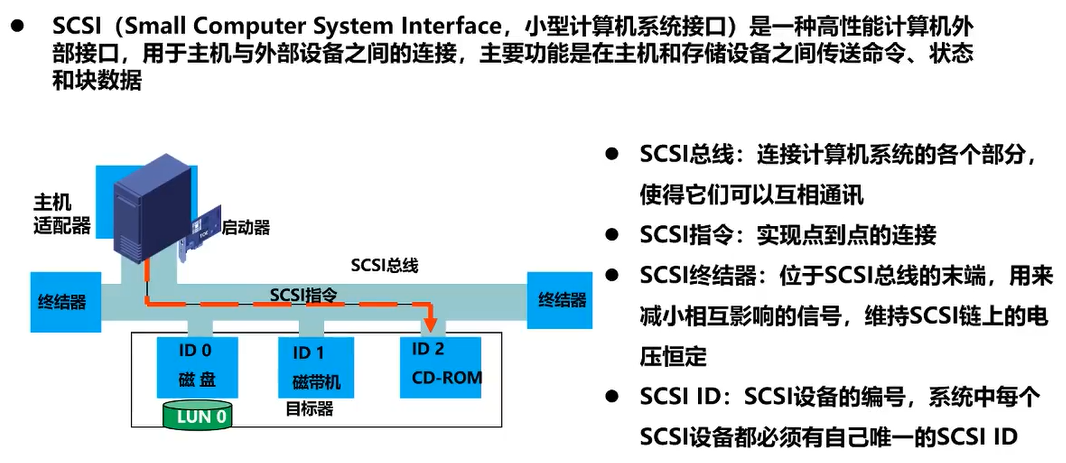 ● SCSI（Small Computer System Interface，小型计算机系统接口）是一种高性能计算机外
部接口，用于主机与外部设备之间的连接，主要功能是在主机和存储设备之间传送命令、状态
和块数据
主机
适配器
启动器
SCSI总线
终结器
SCSI指令
终结器
ID 0
磁 盘
ID 1
磁带机
ID 2
CD-ROM
LUN 0
目标器
● SCSI总线：连接计算机系统的各个部分，
使得它们可以互相通讯
● SCSI指令：实现点到点的连接
● SCSI终结器：位于SCSI总线的末端，用来
减小相互影响的信号，维持SCSI链上的电
压恒定
● SCSI ID：SCSI设备的编号，系统中每个
SCSI设备都必须有自己唯一的SCSI ID